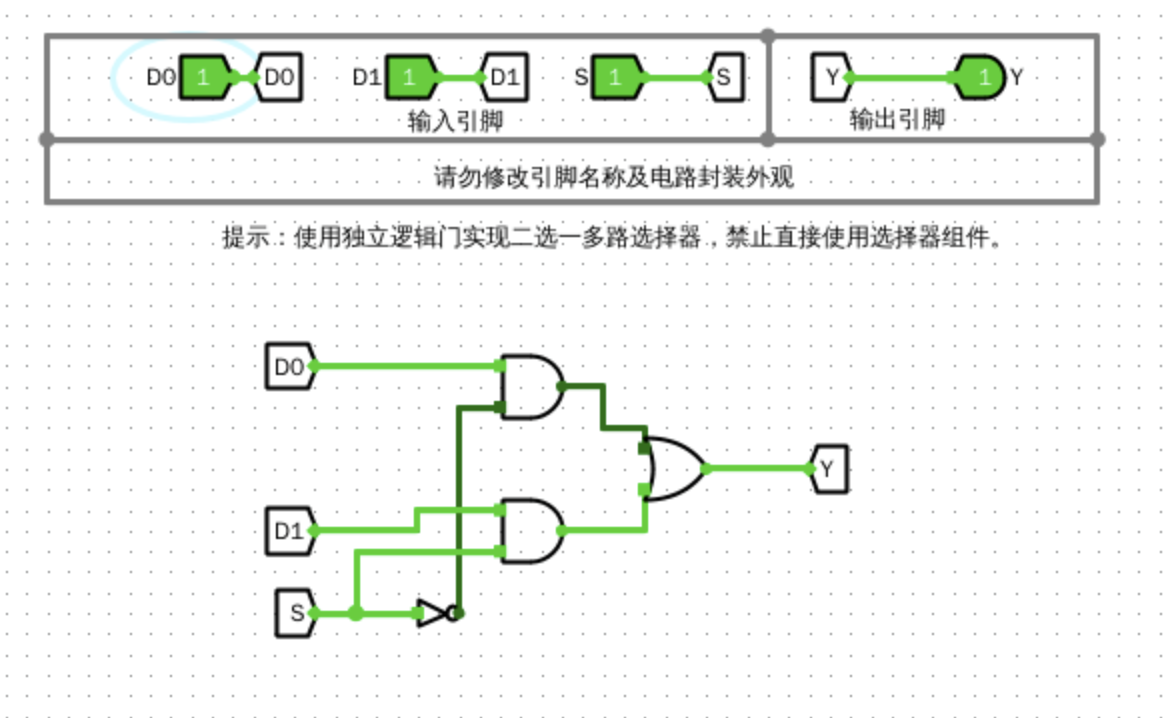 D0 1 D0 D1 1 D1 S 1 S Y 1 Y
输入引脚 输出引脚
请勿修改引脚名称及电路封装外观
提示：使用独立逻辑门实现二选一多路选择器，禁止直接使用选择器组件。
D0
Y
D1
S